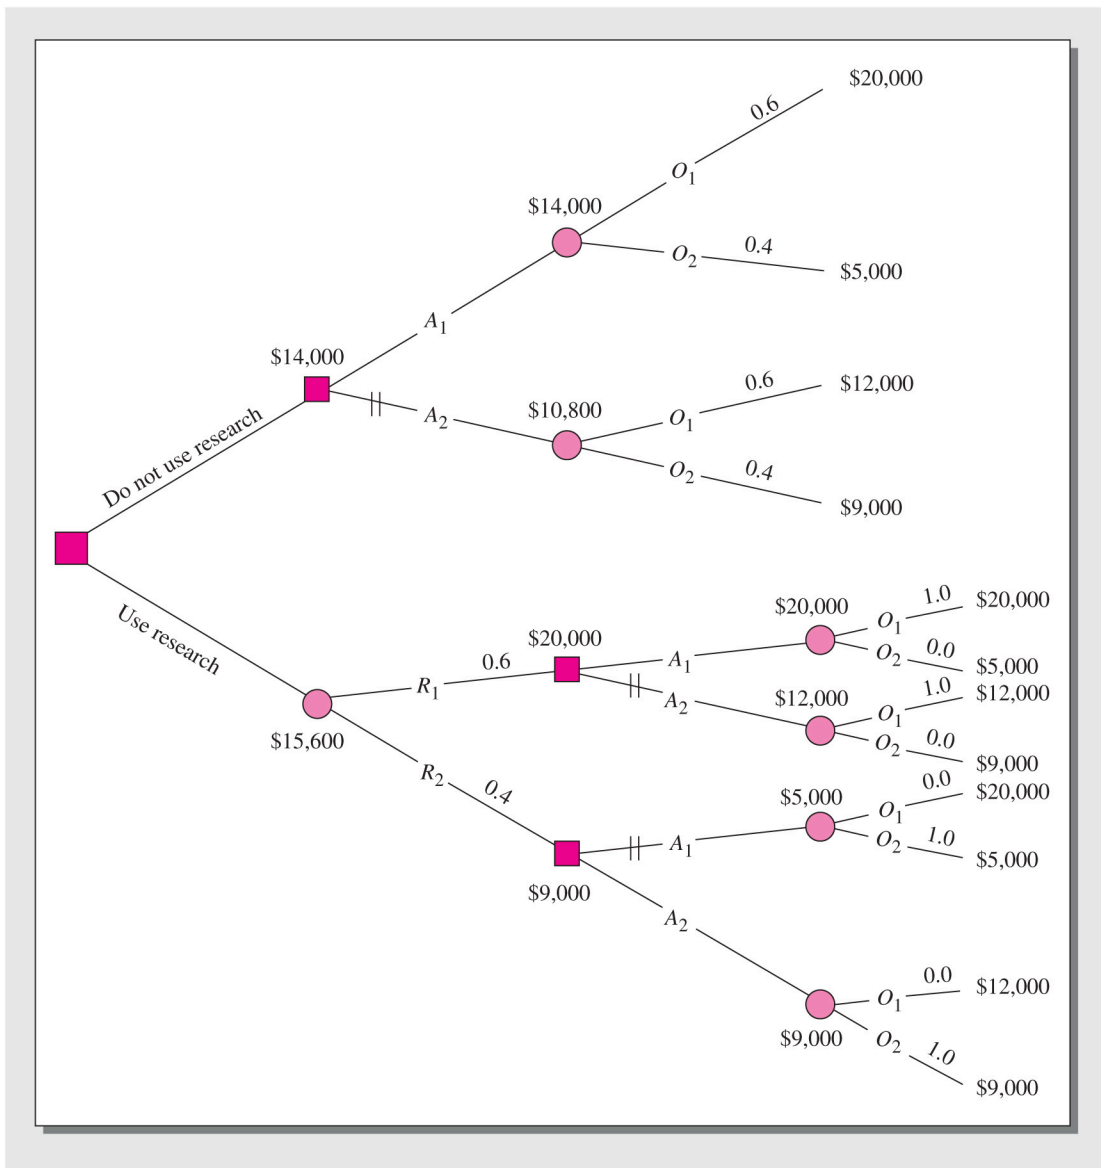 $20,000
0.6
O1
$14,000
O2
0.4
$5,000
A1
$14,000
A2
$10,800
0.6
O1
$12,000
O2
0.4
$9,000
Do not use research
Use research
$15,600
R1
0.6
$20,000
A1
$20,000
O1
1.0
$20,000
O2
0.0
$5,000
A2
$12,000
O1
1.0
$12,000
O2
0.0
$9,000
R2
0.4
$9,000
A1
$5,000
O1
0.0
$20,000
O2
1.0
$5,000
A2
$9,000
O1
0.0
$12,000
O2
1.0
$9,000